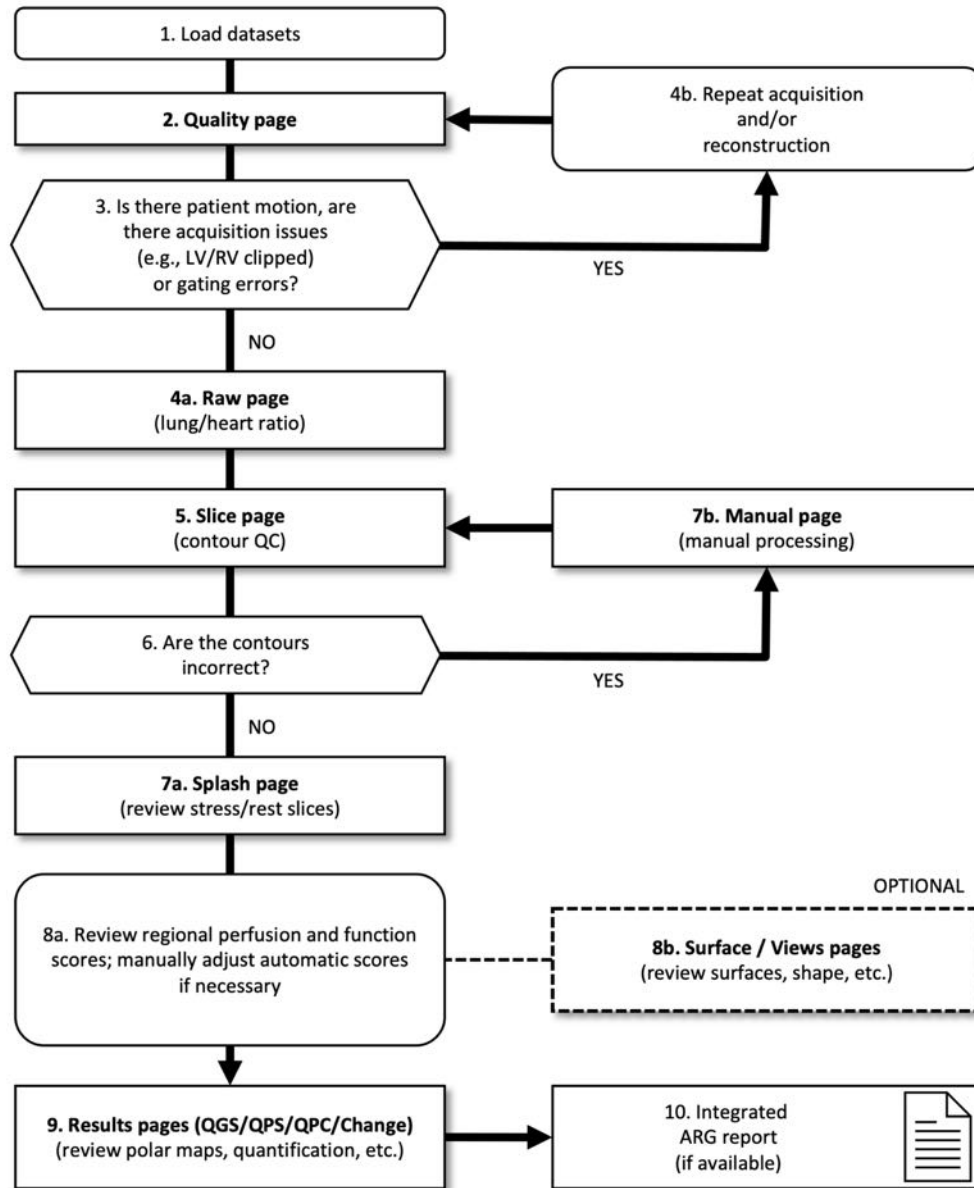 1. Load datasets
2. Quality page
4b. Repeat acquisition
and/or
reconstruction
3. Is there patient motion, are
there acquisition issues
(e.g., LV/RV clipped)
or gating errors?
YES
NO
4a. Raw page
(lung/heart ratio)
5. Slice page
(contour QC)
7b. Manual page
(manual processing)
6. Are the contours
incorrect?
YES
NO
7a. Splash page
(review stress/rest slices)
OPTIONAL
8a. Review regional perfusion and function
scores; manually adjust automatic scores
if necessary
8b. Surface / Views pages
(review surfaces, shape, etc.)
9. Results pages (QGS/QPS/QPC/Change)
(review polar maps, quantification, etc.)
10. Integrated
ARG report
(if available)